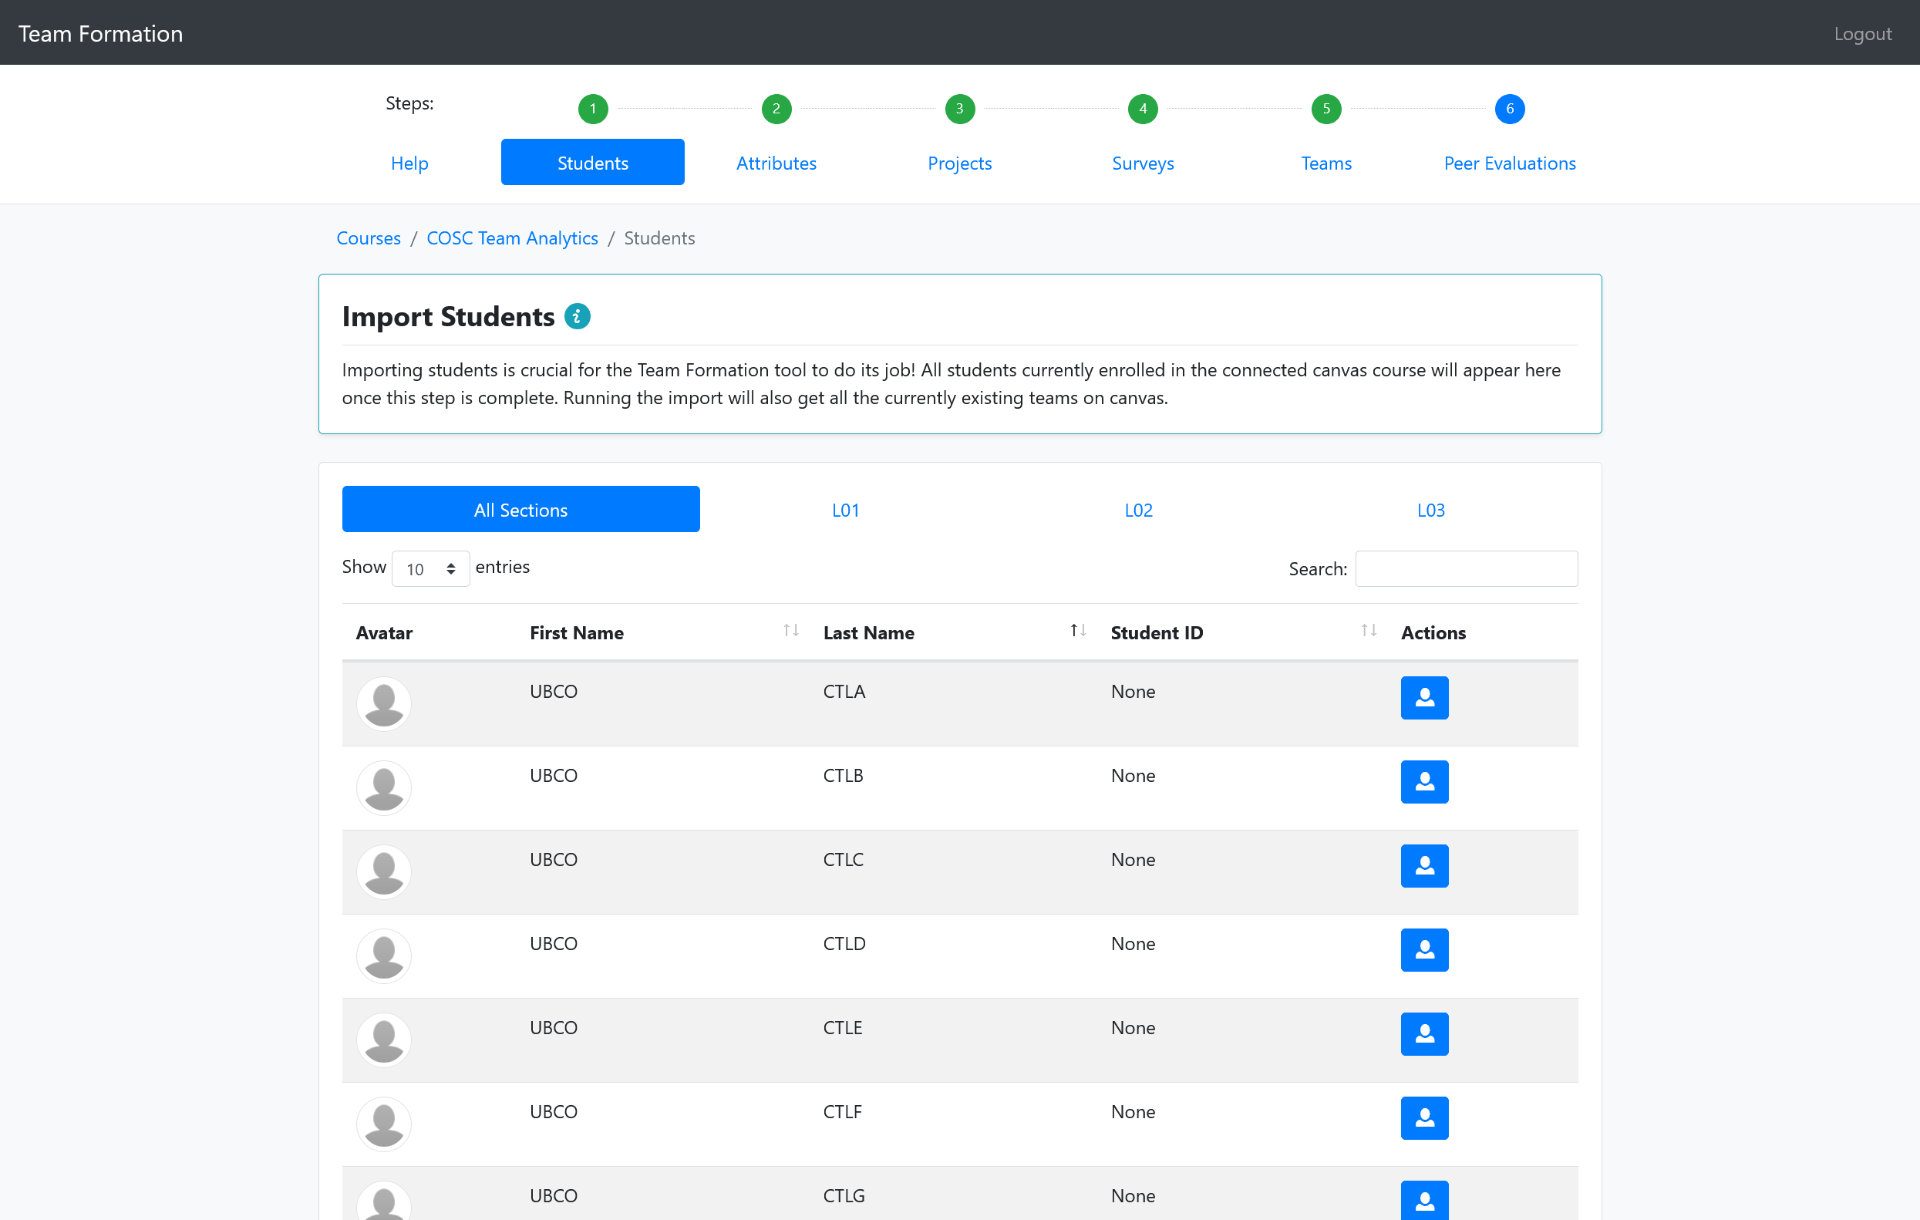 Team Formation
Logout
Steps:
1
2
3
4
5
6
Help
Students
Attributes
Projects
Surveys
Teams
Peer Evaluations
Courses / COSC Team Analytics / Students
Import Students i
Importing students is crucial for the Team Formation tool to do its job! All students currently enrolled in the connected canvas course will appear here
once this step is complete. Running the import will also get all the currently existing teams on canvas.
All Sections
L01
L02
L03
Show 10 entries
Search:
Avatar First Name Last Name Student ID Actions
UBCO CTLA None
UBCO CTLB None
UBCO CTLC None
UBCO CTLD None
UBCO CTLE None
UBCO CTLF None
UBCO CTLG None